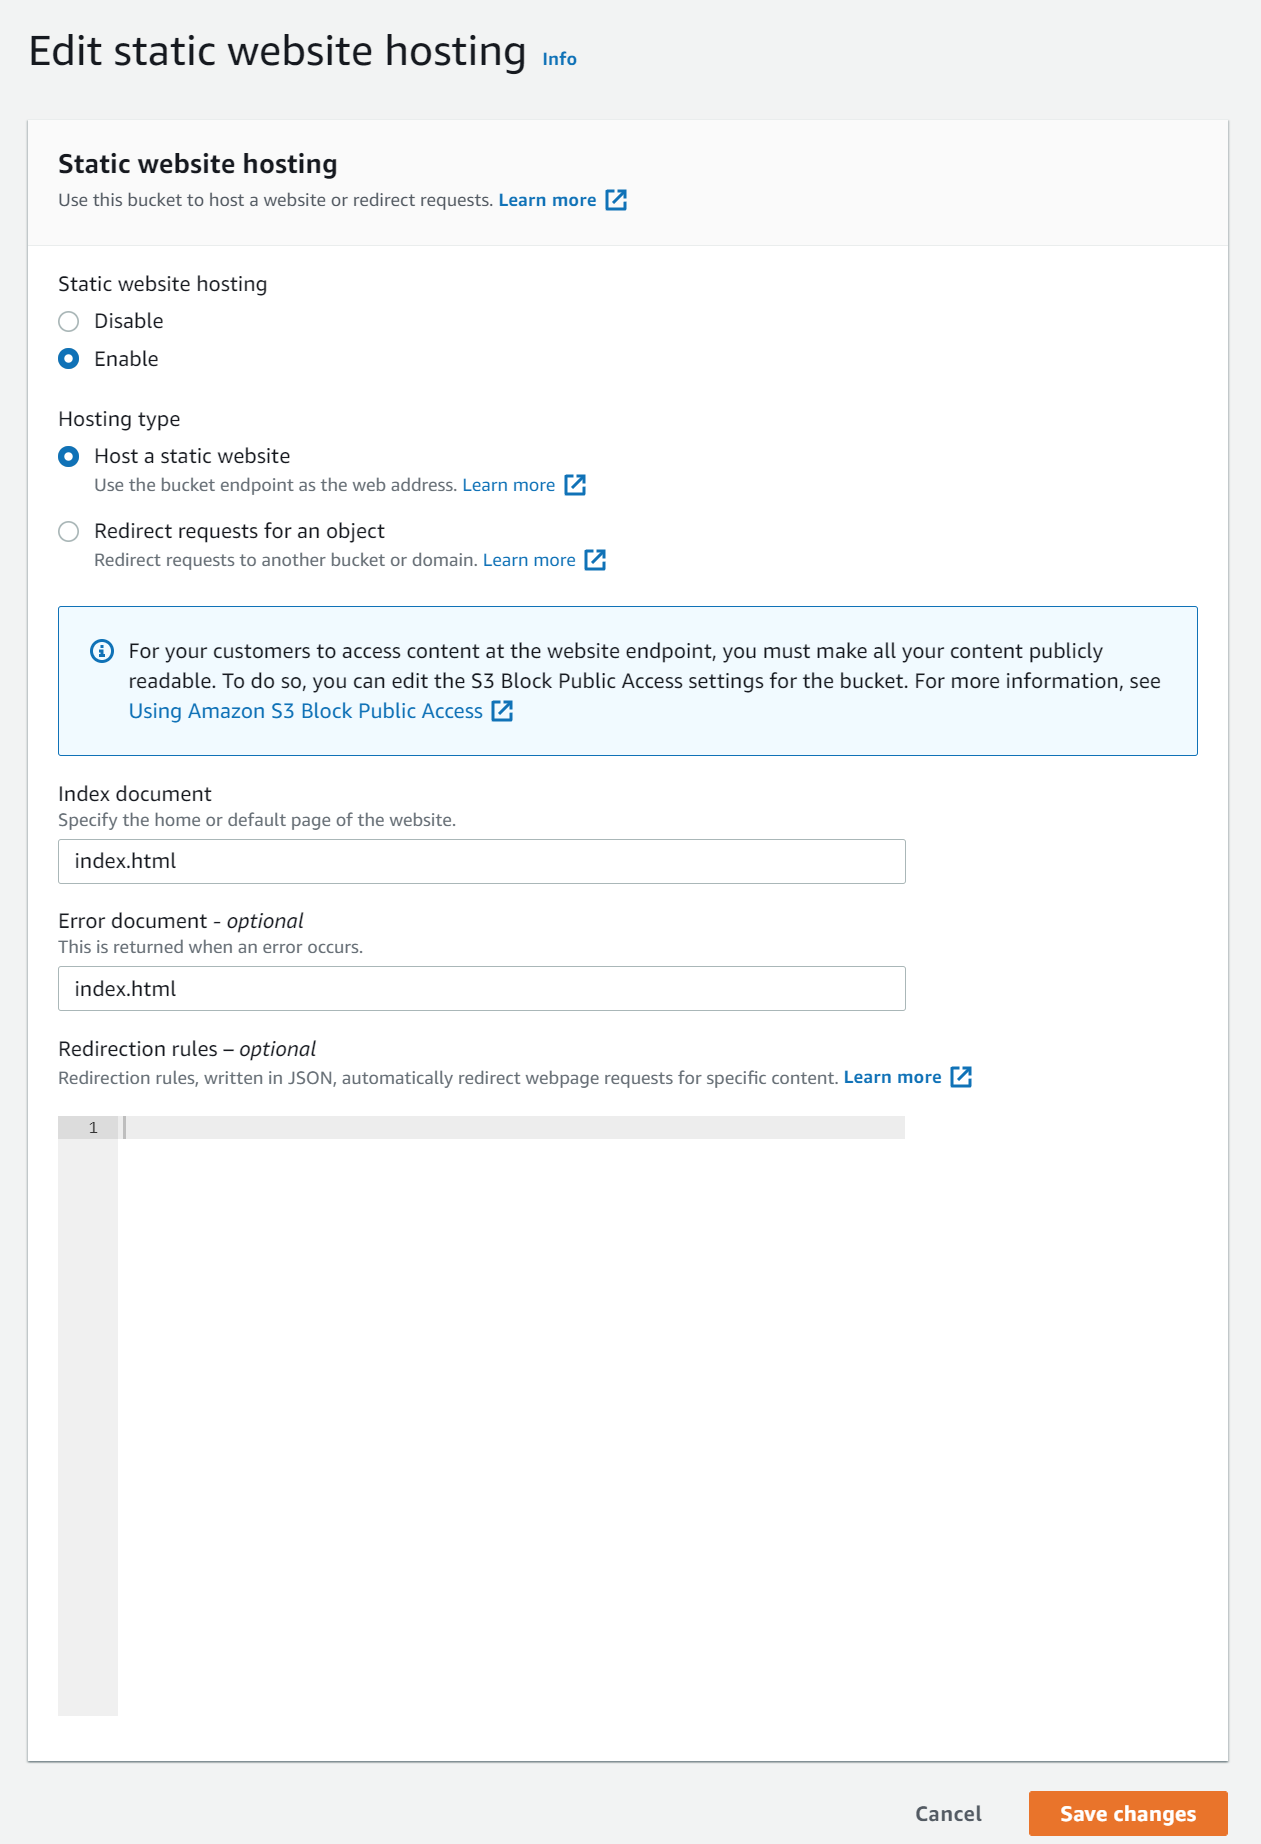 Edit static website hosting Info
Static website hosting
Use this bucket to host a website or redirect requests. Learn more
Static website hosting
Disable
Enable
Hosting type
Host a static website
Use the bucket endpoint as the web address. Learn more
Redirect requests for an object
Redirect requests to another bucket or domain. Learn more
For your customers to access content at the website endpoint, you must make all your content publicly
readable. To do so, you can edit the S3 Block Public Access settings for the bucket. For more information, see
Using Amazon S3 Block Public Access
Index document
Specify the home or default page of the website.
index.html
Error document - optional
This is returned when an error occurs.
index.html
Redirection rules – optional
Redirection rules, written in JSON, automatically redirect webpage requests for specific content. Learn more
1
Cancel Save changes